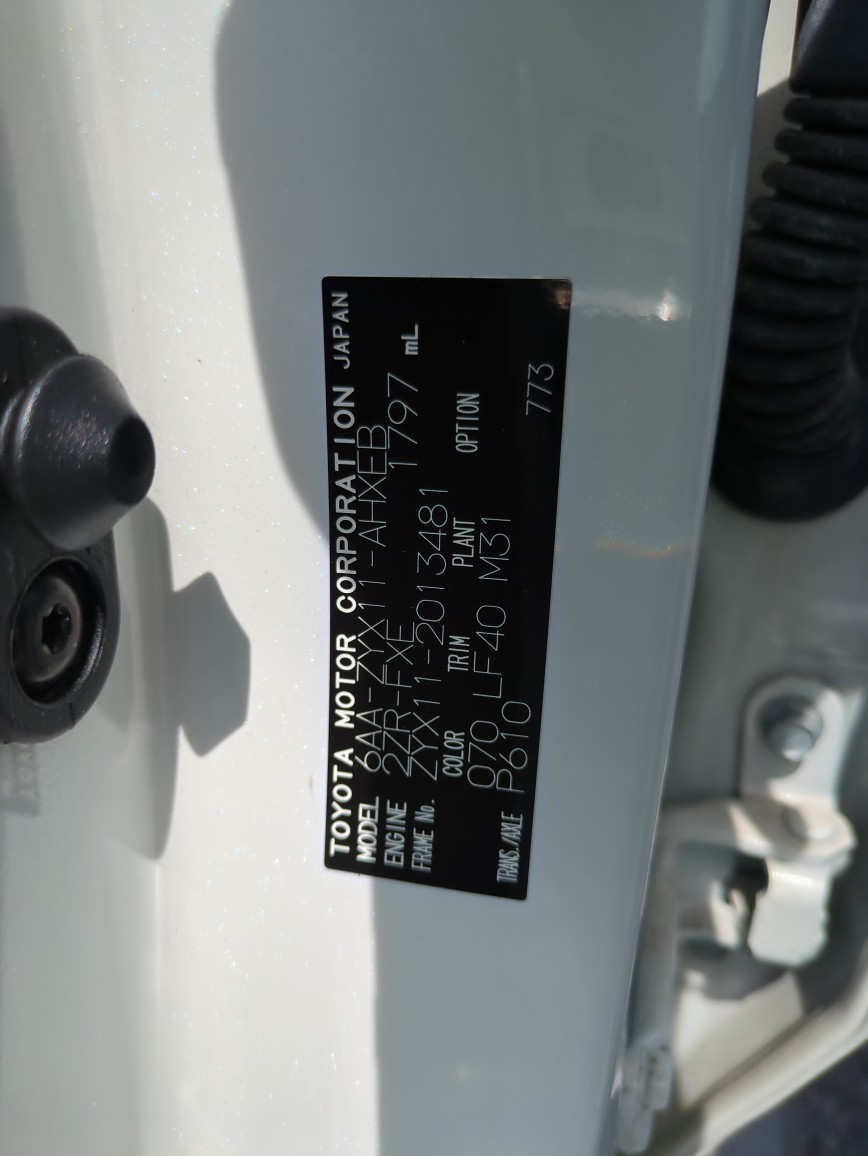 TOYOTA MOTOR CORPORATION JAPAN
MODEL 6AA-ZYX11-AHXEB
ENGINE 2ZR-FXE 1797 mL
FRAME No. ZYX11-2013481
COLOR TRIM PLANT OPTION
070 LF40 M31
TRANS./AXLE P610 773